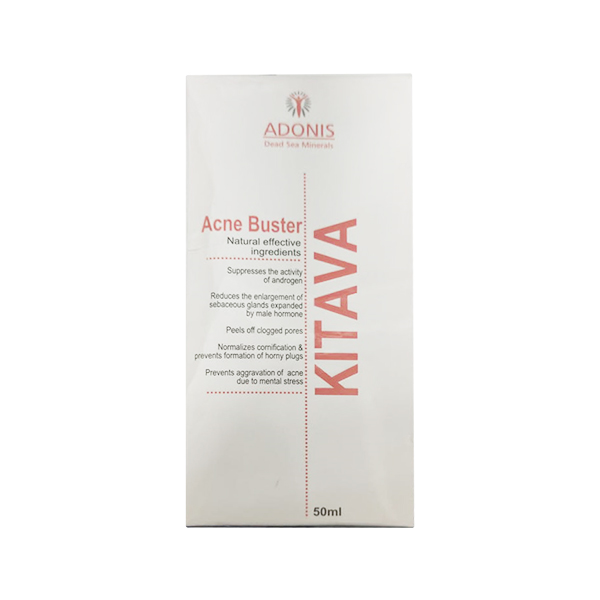 ADONIS
Dead Sea Minerals
Acne Buster
Natural effective
ingredients
Suppresses the activity
of androgen
Reduces the enlargement of
sebaceous glands expanded
by male hormone
Peels off clogged pores
Normalizes cornification &
prevents formation of horny plugs
Prevents aggravation of acne
due to mental stress
KITAVA
50ml